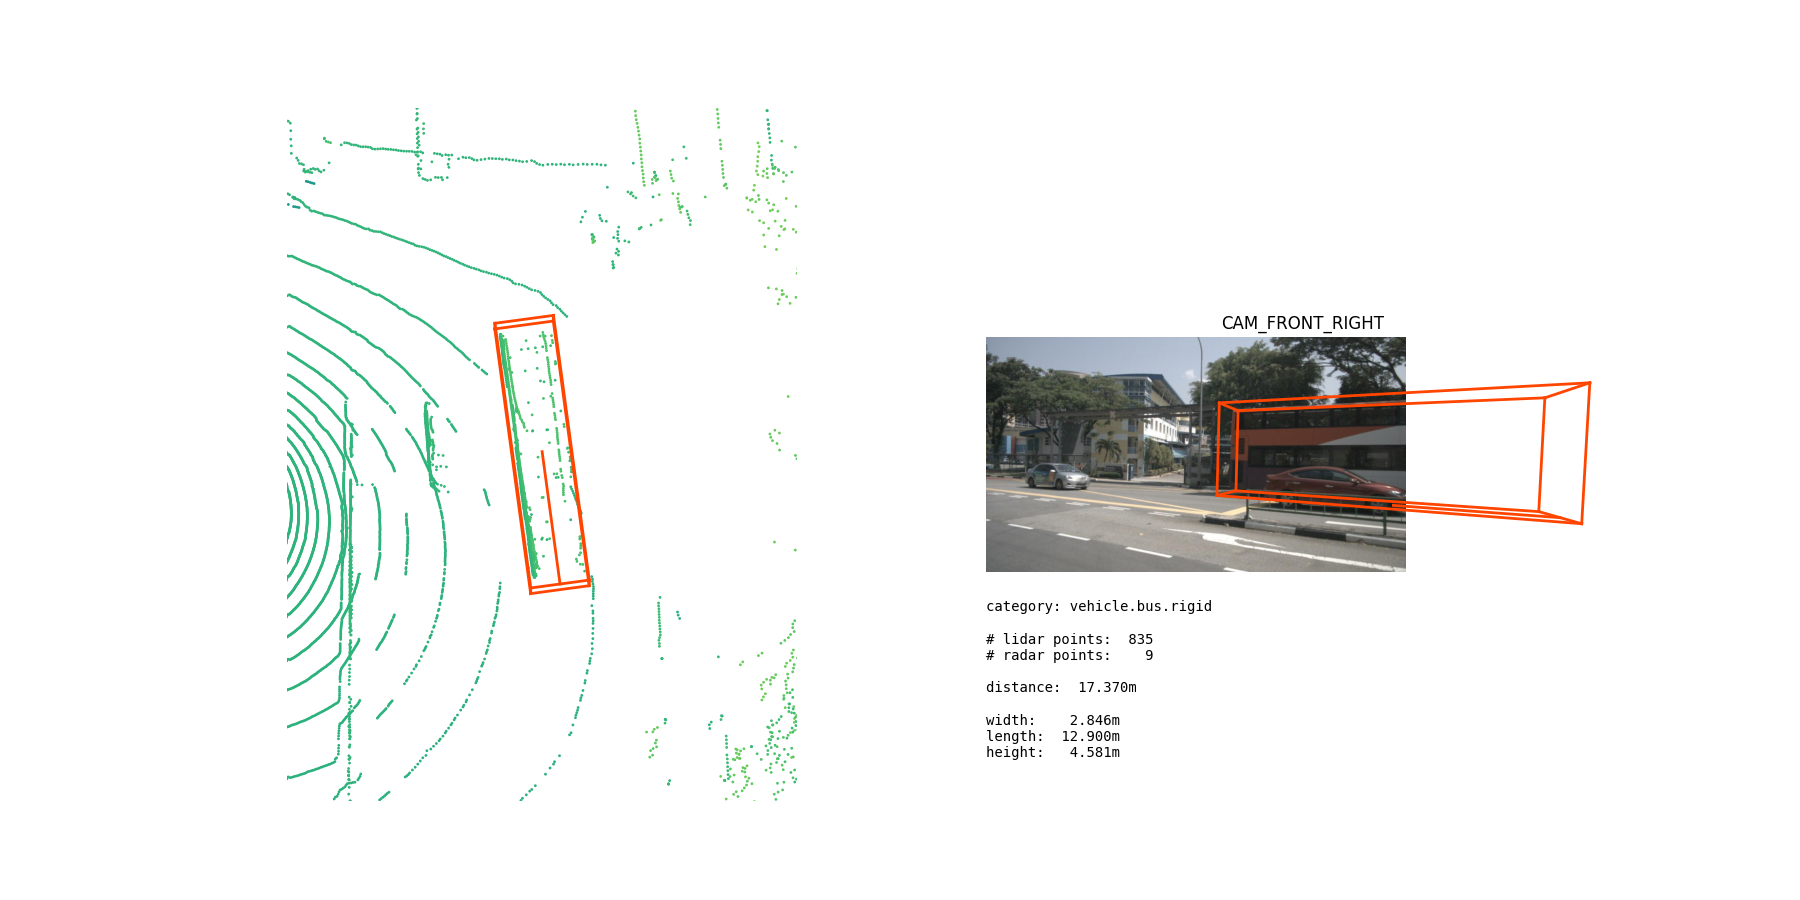 CAM_FRONT_RIGHT
category: vehicle.bus.rigid
# lidar points: 835
# radar points: 9
distance: 17.370m
width: 2.846m
length: 12.900m
height: 4.581m